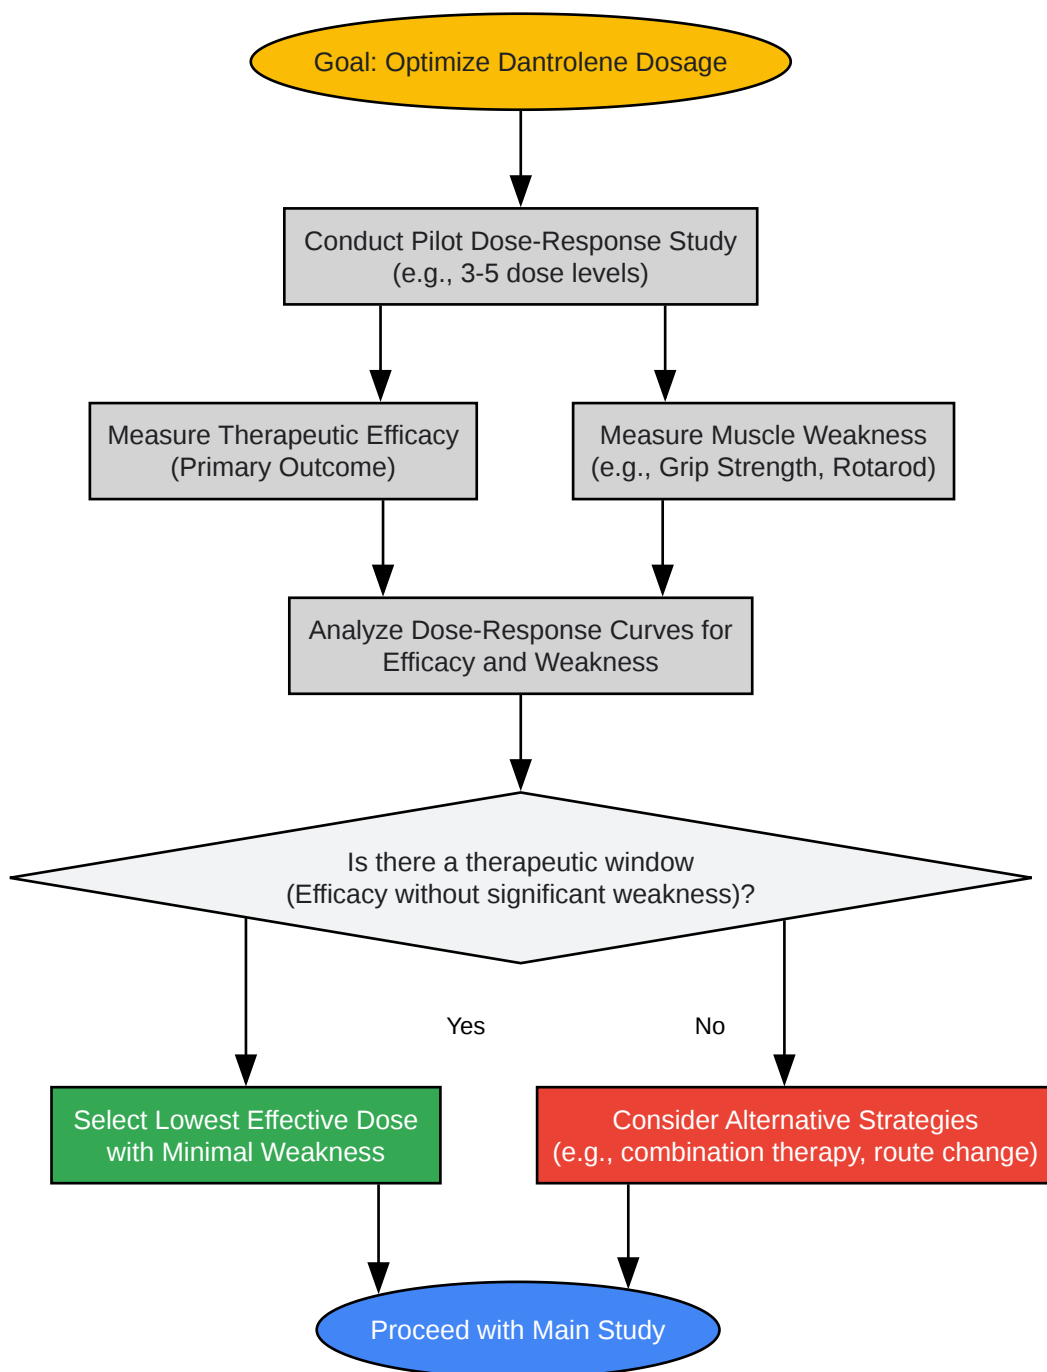 Goal: Optimize Dantrolene Dosage
Conduct Pilot Dose-Response Study
(e.g., 3-5 dose levels)
Measure Therapeutic Efficacy
(Primary Outcome)
Measure Muscle Weakness
(e.g., Grip Strength, Rotarod)
Analyze Dose-Response Curves for
Efficacy and Weakness
Is there a therapeutic window
(Efficacy without significant weakness)?
Yes
No
Select Lowest Effective Dose
with Minimal Weakness
Consider Alternative Strategies
(e.g., combination therapy, route change)
Proceed with Main Study